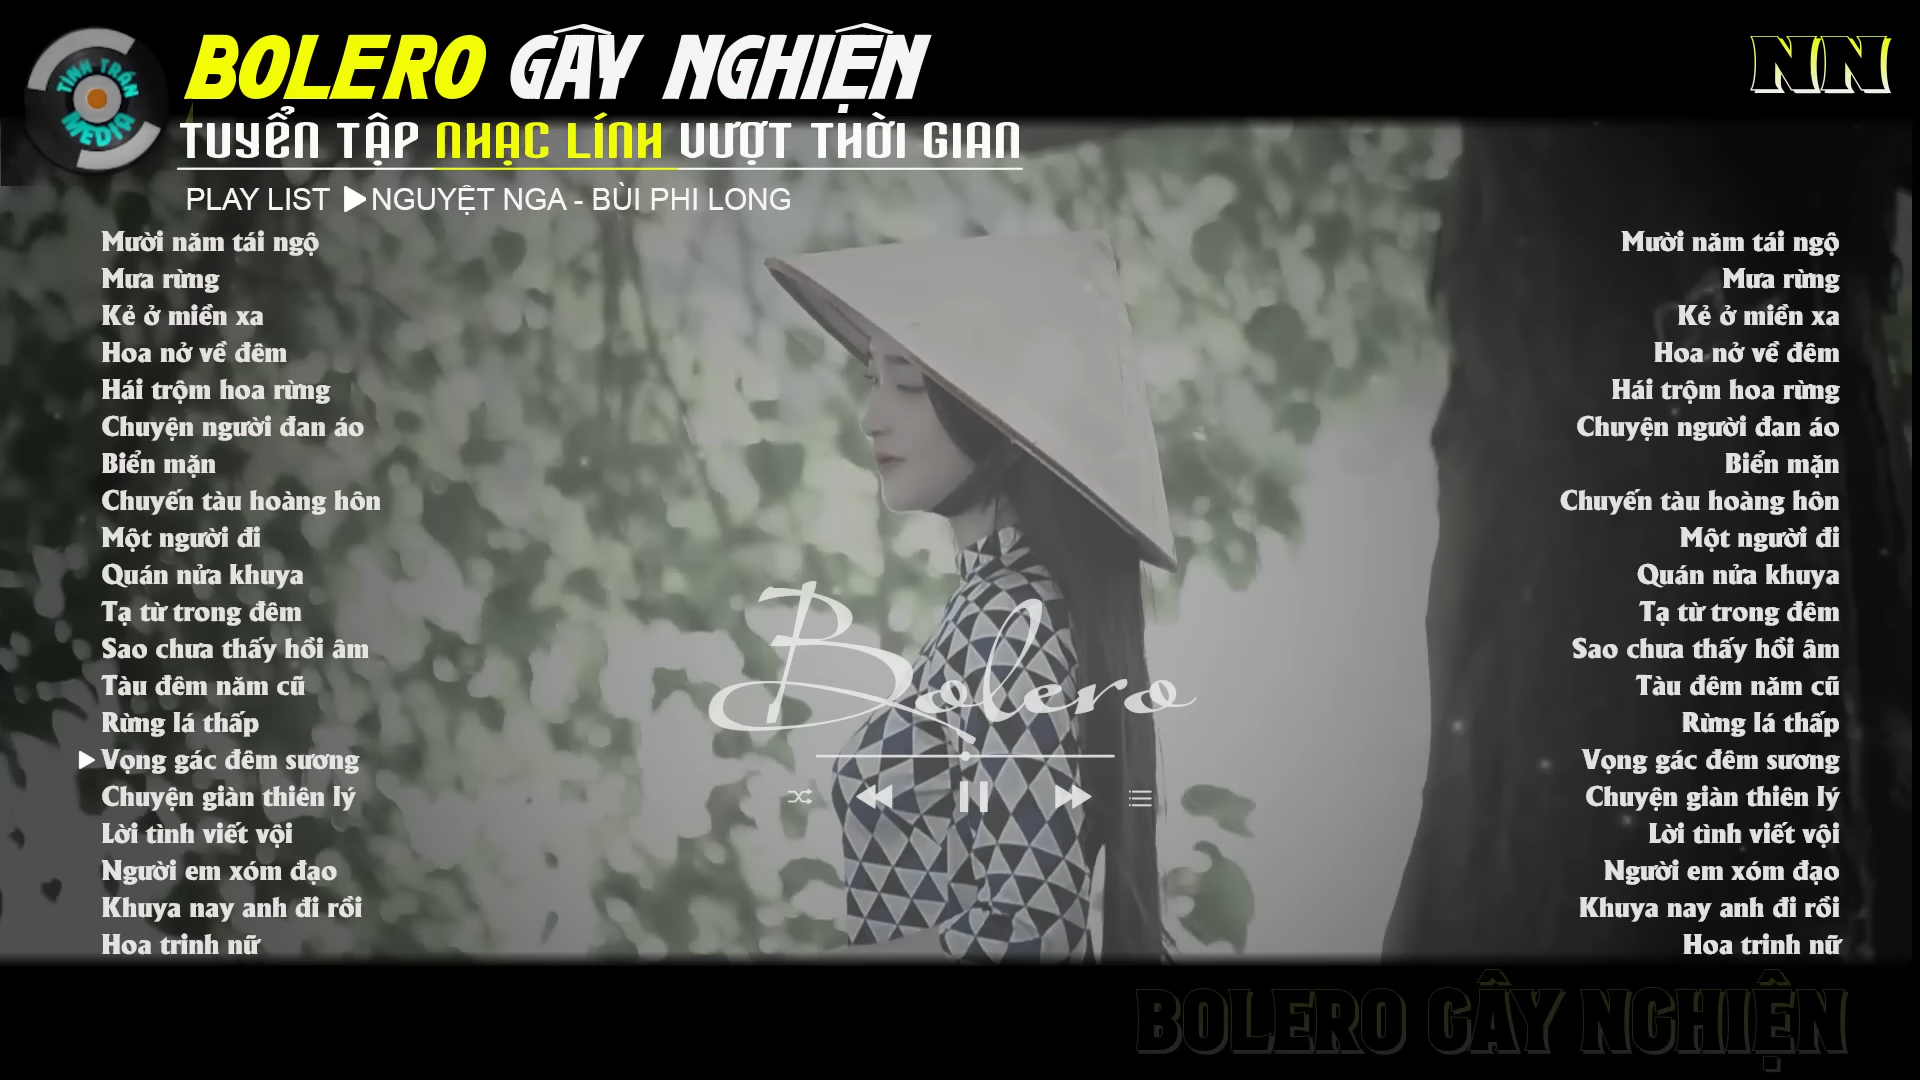 TÌNH TRẦN
MEDIA
BOLERO GÂY NGHIỆN
NN
TUYỂN TẬP NHẠC LÍNH VƯỢT THỜI GIAN
PLAY LIST ▶NGUYỆT NGA - BÙI PHI LONG
Mười năm tái ngộ
Mưa rừng
Kẻ ở miền xa
Hoa nở về đêm
Hái trộm hoa rừng
Chuyện người đan áo
Biển mặn
Chuyến tàu hoàng hôn
Một người đi
Quán nửa khuya
Tạ từ trong đêm
Sao chưa thấy hồi âm
Tàu đêm năm cũ
Rừng lá thấp
Vọng gác đêm sương
Chuyện giàn thiên lý
Lời tình viết vội
Người em xóm đạo
Khuya nay anh đi rồi
Hoa trinh nữ
Bolero
Mười năm tái ngộ
Mưa rừng
Kẻ ở miền xa
Hoa nở về đêm
Hái trộm hoa rừng
Chuyện người đan áo
Biển mặn
Chuyến tàu hoàng hôn
Một người đi
Quán nửa khuya
Tạ từ trong đêm
Sao chưa thấy hồi âm
Tàu đêm năm cũ
Rừng lá thấp
Vọng gác đêm sương
Chuyện giàn thiên lý
Lời tình viết vội
Người em xóm đạo
Khuya nay anh đi rồi
Hoa trinh nữ
BOLERO GÂY NGHIỆN